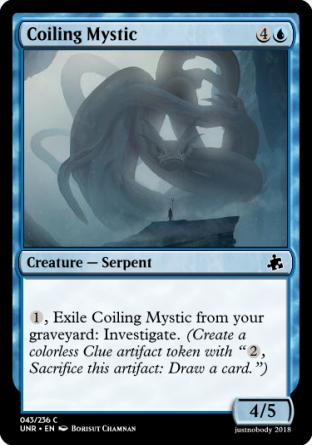 Coiling Mystic 4
Creature — Serpent
1, Exile Coiling Mystic from your
graveyard: Investigate. (Create a
colorless Clue artifact token with “2,
Sacrifice this artifact: Draw a card.”)
4/5
043/236 C
UNR • EN Borisut Chamnan
justnobody 2018